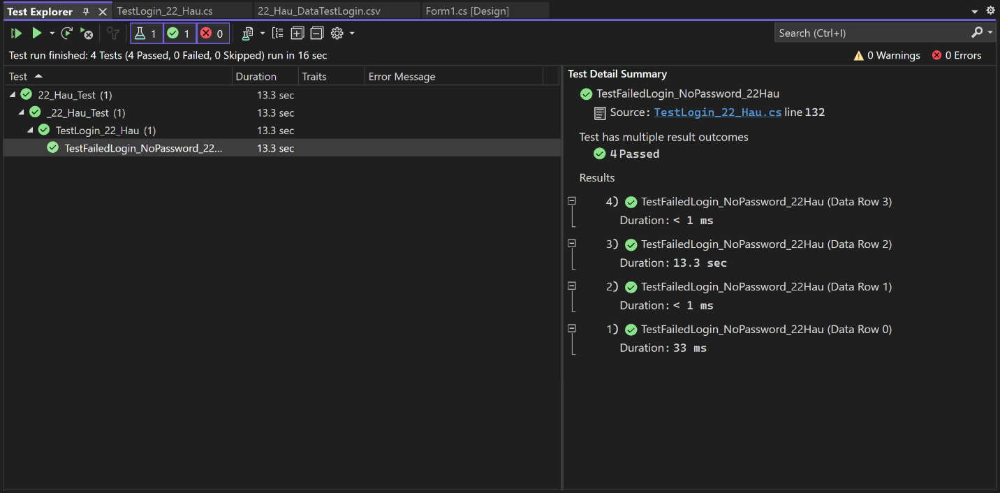 Test Explorer TestLogin_22_Hau.cs 22_Hau_DataTestLogin.csv Form1.cs [Design]
1 1 0 Search (Ctrl+I)
Test run finished: 4 Tests (4 Passed, 0 Failed, 0 Skipped) run in 16 sec 0 Warnings 0 Errors
Test Duration Traits Error Message
22_Hau_Test (1) 13.3 sec
_22_Hau_Test (1) 13.3 sec
TestLogin_22_Hau (1) 13.3 sec
TestFailedLogin_NoPassword_22... 13.3 sec
Test Detail Summary
TestFailedLogin_NoPassword_22Hau
Source: TestLogin_22_Hau.cs line 132
Test has multiple result outcomes
4 Passed
Results
4) TestFailedLogin_NoPassword_22Hau (Data Row 3)
Duration: < 1 ms
3) TestFailedLogin_NoPassword_22Hau (Data Row 2)
Duration: 13.3 sec
2) TestFailedLogin_NoPassword_22Hau (Data Row 1)
Duration: < 1 ms
1) TestFailedLogin_NoPassword_22Hau (Data Row 0)
Duration: 33 ms